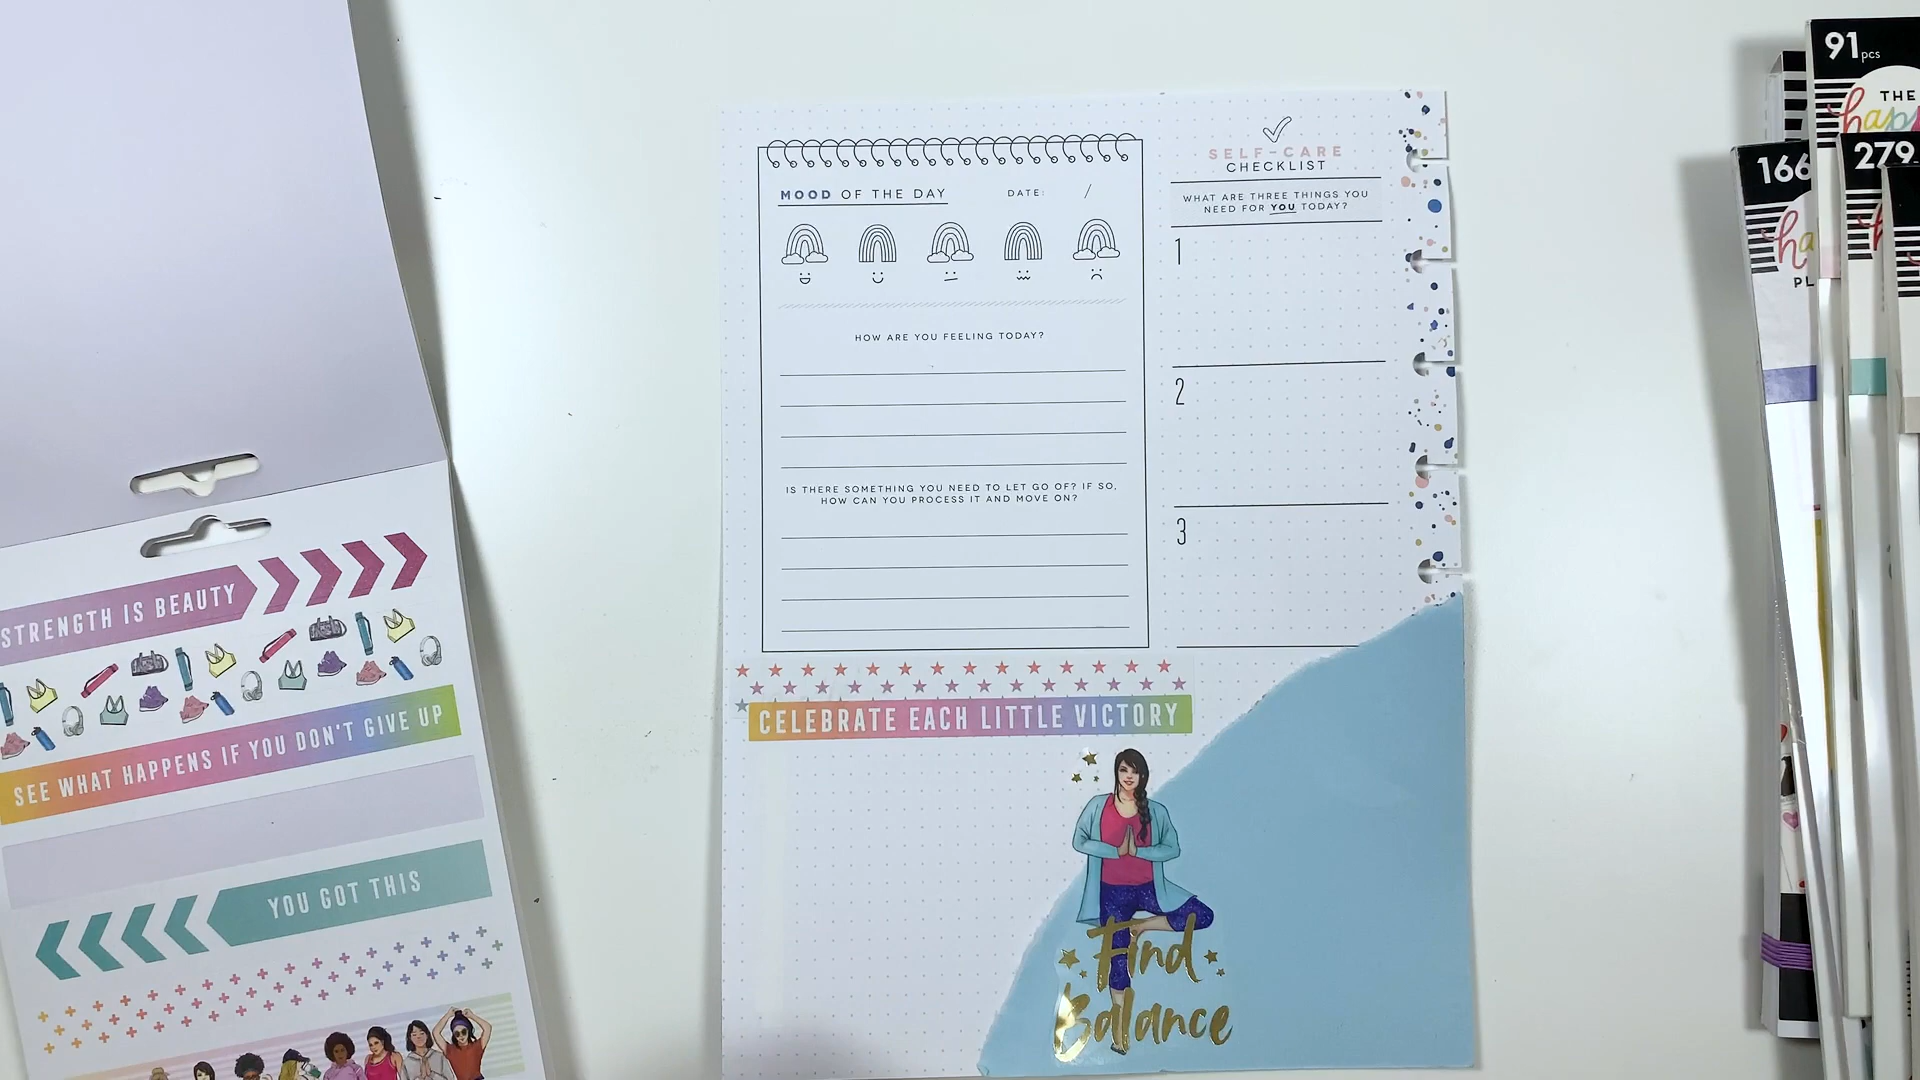 STRENGTH IS BEAUTY
SEE WHAT HAPPENS IF YOU DON'T GIVE UP
YOU GOT THIS
MOOD OF THE DAY
DATE: /
HOW ARE YOU FEELING TODAY?
IS THERE SOMETHING YOU NEED TO LET GO OF? IF SO,
HOW CAN YOU PROCESS IT AND MOVE ON?
SELF-CARE
CHECKLIST
WHAT ARE THREE THINGS YOU
NEED FOR YOU TODAY?
1
2
3
CELEBRATE EACH LITTLE VICTORY
Find
Balance
91 pcs
THE
166
279